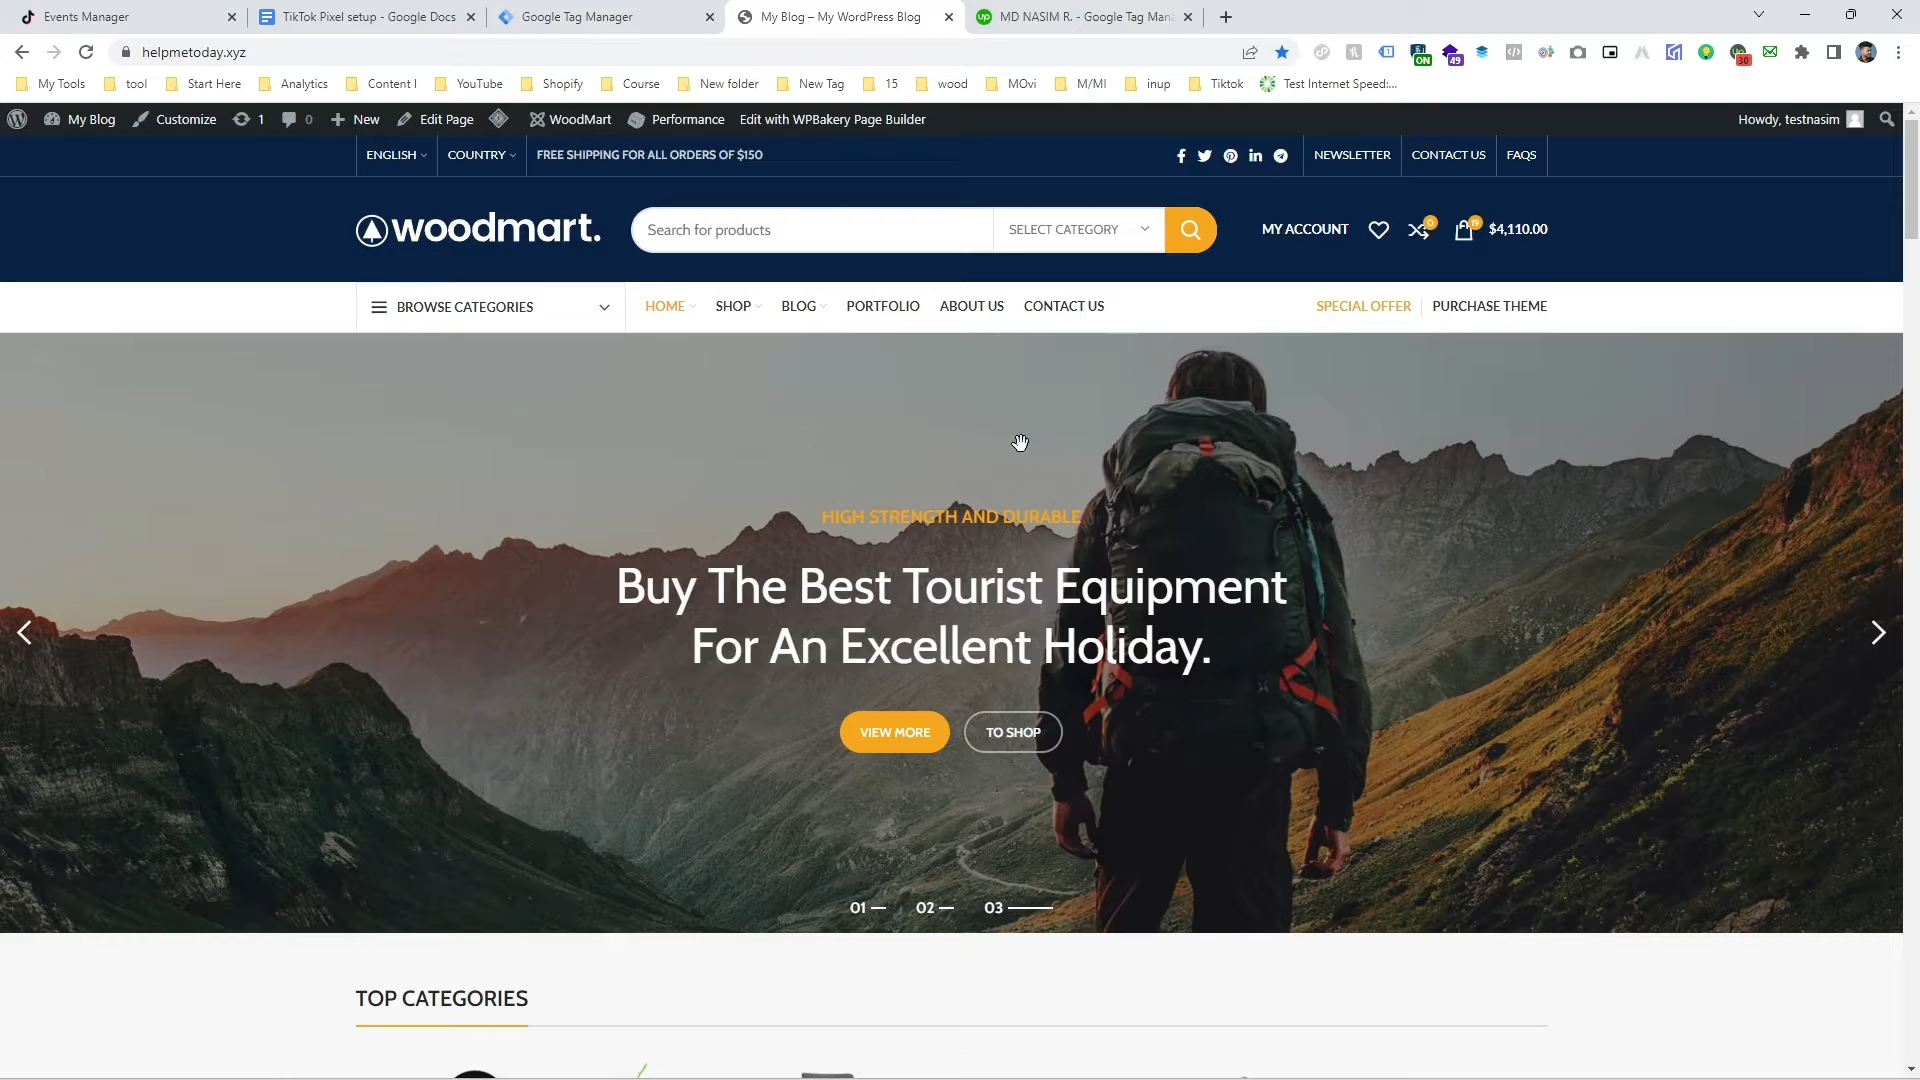 Events Manager
TikTok Pixel setup - Google Docs
Google Tag Manager
My Blog – My WordPress Blog
MD NASIM R. - Google Tag Man
helpmetoday.xyz
ON
49
30
My Tools
tool
Start Here
Analytics
Content I
YouTube
Shopify
Course
New folder
New Tag
15
wood
MOvi
M/MI
inup
Tiktok
Test Internet Speed:...
My Blog
Customize
1
0
New
Edit Page
WoodMart
Performance
Edit with WPBakery Page Builder
Howdy, testnasim
ENGLISH
COUNTRY
FREE SHIPPING FOR ALL ORDERS OF $150
NEWSLETTER
CONTACT US
FAQS
woodmart.
Search for products
SELECT CATEGORY
MY ACCOUNT
0
19
$4,110.00
BROWSE CATEGORIES
HOME
SHOP
BLOG
PORTFOLIO
ABOUT US
CONTACT US
SPECIAL OFFER
PURCHASE THEME
HIGH STRENGTH AND DURABLE
Buy The Best Tourist Equipment
For An Excellent Holiday.
VIEW MORE
TO SHOP
01
02
03
TOP CATEGORIES